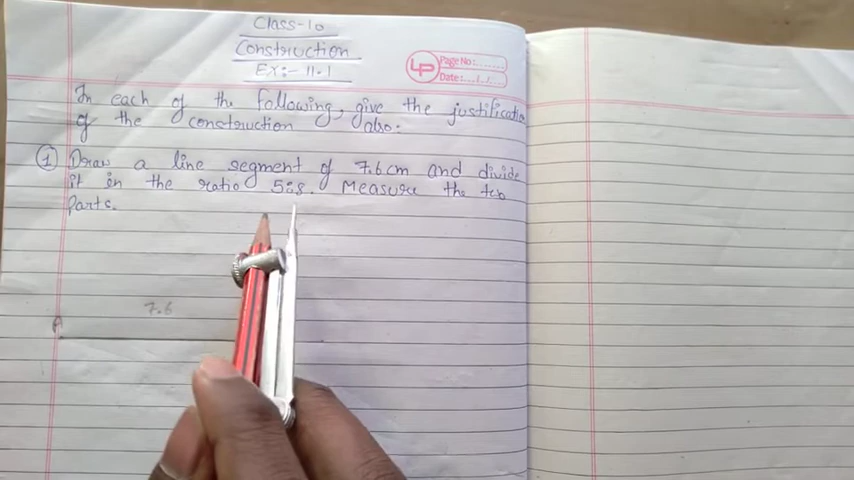 Class-10
Construction
Ex:- 11.1
LP
Page No:.......
Date:.../.../...
In each of the following, give the justification
of the construction also:
① Draw a line segment of 7.6 cm and divide
it in the ratio 5:8. Measure the two
Parts.
7.6
A